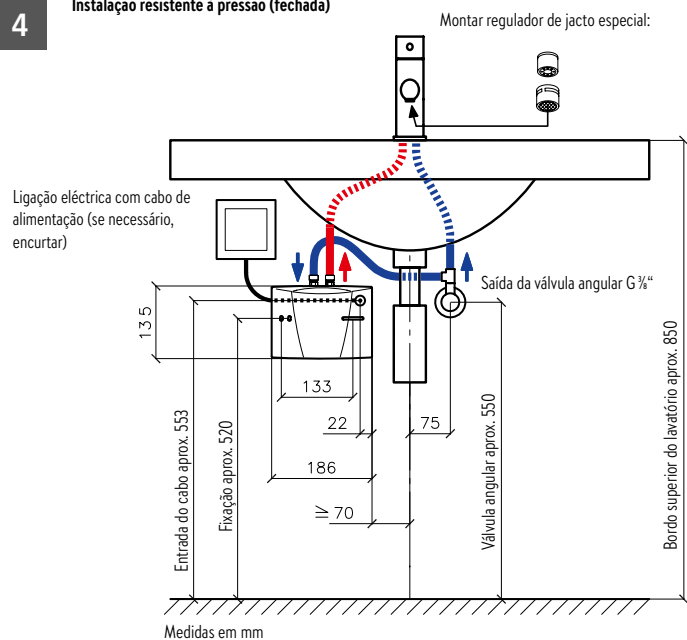 4
Instalação resistente à pressão (fechada)
Montar regulador de jacto especial:
Ligação eléctrica com cabo de
alimentação (se necessário,
encurtar)
Saída da válvula angular G ⅜“
135
133
22
75
186
≥ 70
Entrada do cabo aprox. 553
Fixação aprox. 520
Válvula angular aprox. 550
Bordo superior do lavatório aprox. 850
Medidas em mm